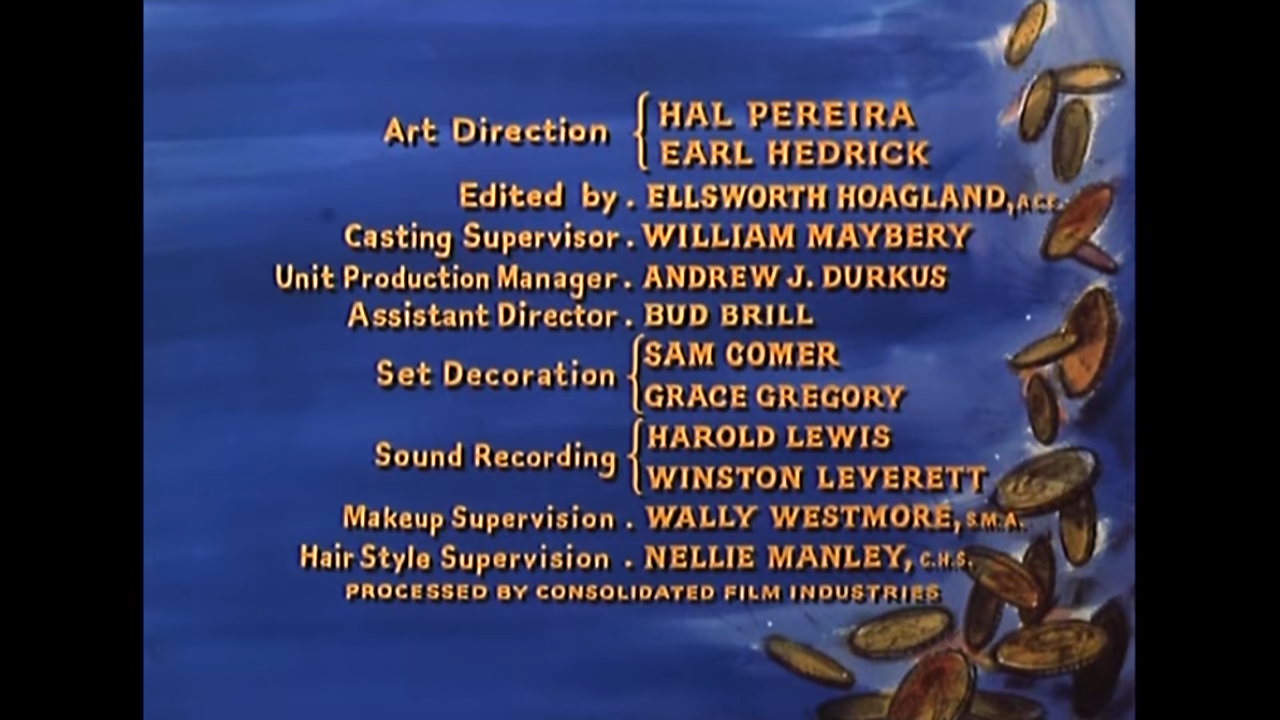 Art Direction { HAL PEREIRA
EARL HEDRICK
Edited by . ELLSWORTH HOAGLAND, A.C.E.
Casting Supervisor . WILLIAM MAYBERY
Unit Production Manager . ANDREW J. DURKUS
Assistant Director . BUD BRILL
Set Decoration { SAM COMER
GRACE GREGORY
Sound Recording { HAROLD LEWIS
WINSTON LEVERETT
Makeup Supervision . WALLY WESTMORE, S.M.A.
Hair Style Supervision . NELLIE MANLEY, C.H.S.
PROCESSED BY CONSOLIDATED FILM INDUSTRIES